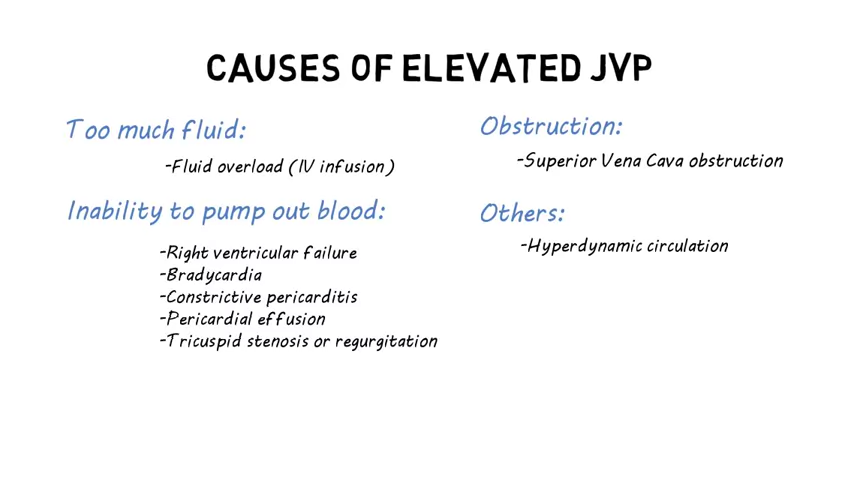 CAUSES OF ELEVATED JVP
Too much fluid:
-Fluid overload (IV infusion)
Inability to pump out blood:
-Right ventricular failure
-Bradycardia
-Constrictive pericarditis
-Pericardial effusion
-Tricuspid stenosis or regurgitation
Obstruction:
-Superior Vena Cava obstruction
Others:
-Hyperdynamic circulation